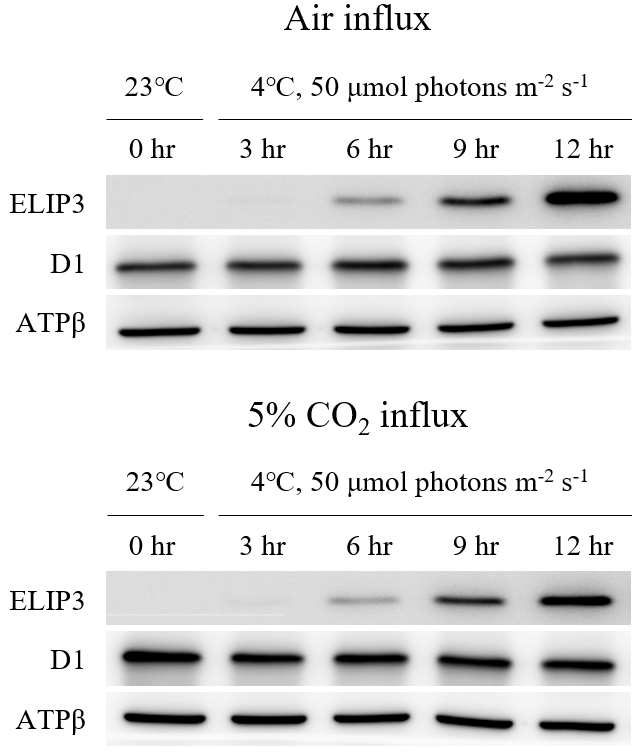 Air influx
23°C 4°C, 50 μmol photons m⁻² s⁻¹
0 hr 3 hr 6 hr 9 hr 12 hr
ELIP3
D1
ATPβ
5% CO₂ influx
23°C 4°C, 50 μmol photons m⁻² s⁻¹
0 hr 3 hr 6 hr 9 hr 12 hr
ELIP3
D1
ATPβ